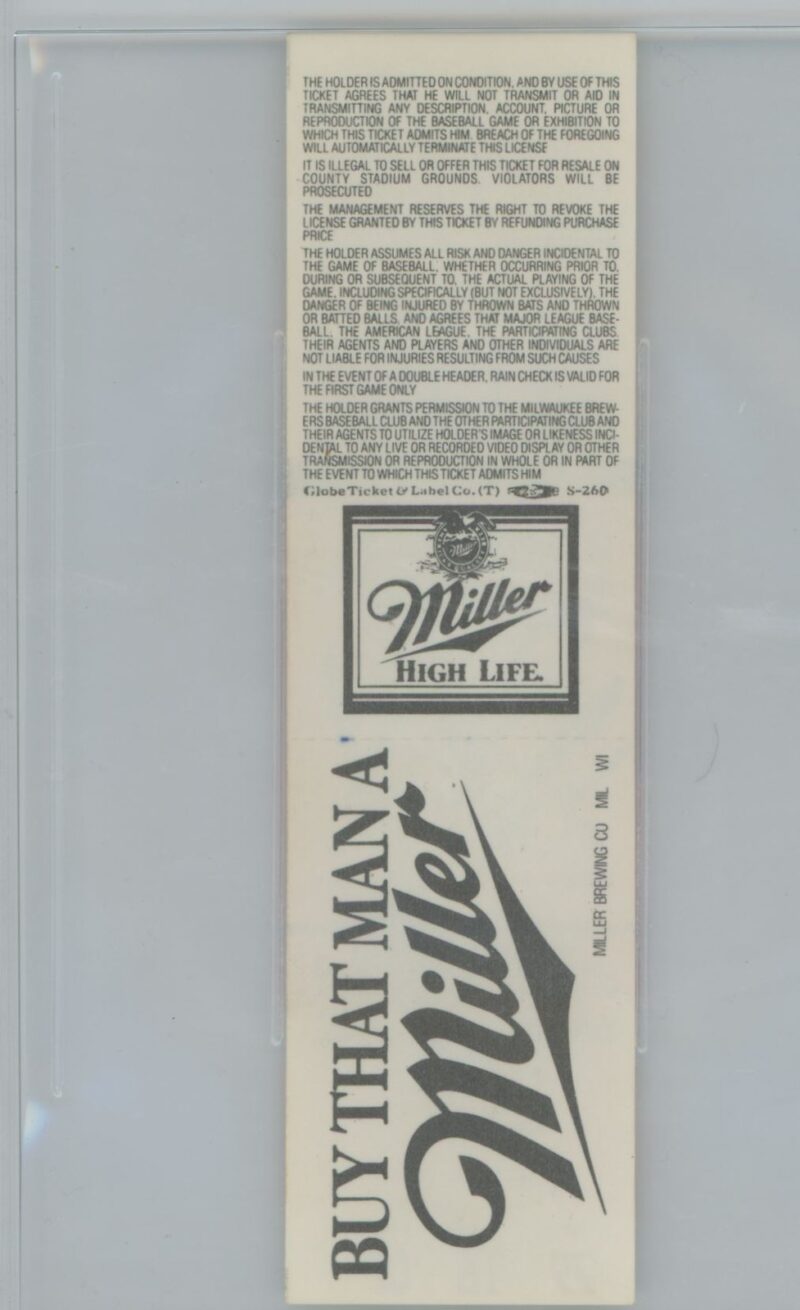 THE HOLDER IS ADMITTED ON CONDITION, AND BY USE OF THIS
TICKET AGREES THAT HE WILL NOT TRANSMIT OR AID IN
TRANSMITTING ANY DESCRIPTION, ACCOUNT, PICTURE OR
REPRODUCTION OF THE BASEBALL GAME OR EXHIBITION TO
WHICH THIS TICKET ADMITS HIM. BREACH OF THE FOREGOING
WILL AUTOMATICALLY TERMINATE THIS LICENSE
IT IS ILLEGAL TO SELL OR OFFER THIS TICKET FOR RESALE ON
COUNTY STADIUM GROUNDS. VIOLATORS WILL BE
PROSECUTED
THE MANAGEMENT RESERVES THE RIGHT TO REVOKE THE
LICENSE GRANTED BY THIS TICKET BY REFUNDING PURCHASE
PRICE
THE HOLDER ASSUMES ALL RISK AND DANGER INCIDENTAL TO
THE GAME OF BASEBALL, WHETHER OCCURRING PRIOR TO,
DURING OR SUBSEQUENT TO, THE ACTUAL PLAYING OF THE
GAME, INCLUDING SPECIFICALLY (BUT NOT EXCLUSIVELY), THE
DANGER OF BEING INJURED BY THROWN BATS AND THROWN
OR BATTED BALLS, AND AGREES THAT MAJOR LEAGUE BASE-
BALL, THE AMERICAN LEAGUE, THE PARTICIPATING CLUBS,
THEIR AGENTS AND PLAYERS AND OTHER INDIVIDUALS ARE
NOT LIABLE FOR INJURIES RESULTING FROM SUCH CAUSES
IN THE EVENT OF A DOUBLE HEADER, RAIN CHECK IS VALID FOR
THE FIRST GAME ONLY
THE HOLDER GRANTS PERMISSION TO THE MILWAUKEE BREW-
ERS BASEBALL CLUB AND THE OTHER PARTICIPATING CLUB AND
THEIR AGENTS TO UTILIZE HOLDER'S IMAGE OR LIKENESS INCI-
DENTAL TO ANY LIVE OR RECORDED VIDEO DISPLAY OR OTHER
TRANSMISSION OR REPRODUCTION IN WHOLE OR IN PART OF
THE EVENT TO WHICH THIS TICKET ADMITS HIM
Globe Ticket & Label Co. (T) S-260
Miller
Miller
HIGH LIFE.
BUY THAT MAN A
Miller
MILLER BREWING CO MIL WI